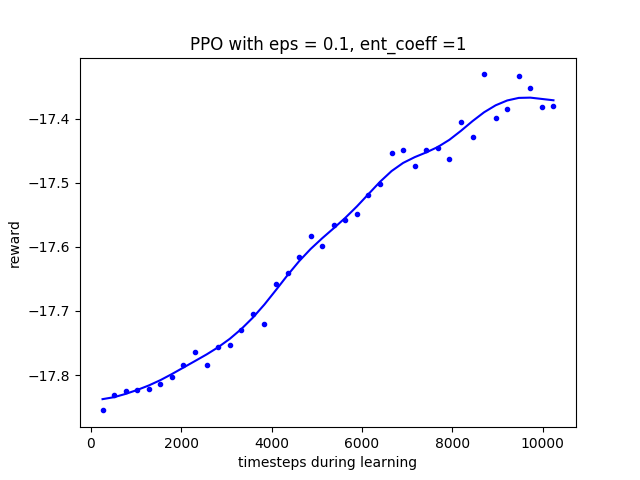 PPO with eps = 0.1, ent_coeff =1
−17.4
−17.5
−17.6
−17.7
−17.8
reward
0 2000 4000 6000 8000 10000
timesteps during learning